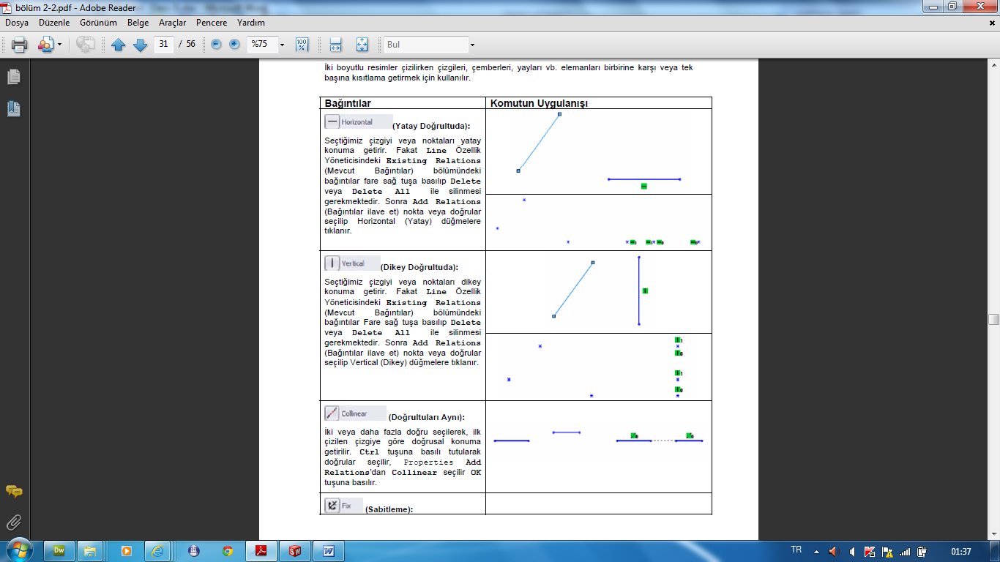 bölüm 2-2.pdf - Adobe Reader
Dosya Düzenle Görünüm Belge Araçlar Pencere Yardım
31 / 56 %75 Bul
İki boyutlu resimler çizilirken çizgileri, çemberleri, yayları vb. elemanları birbirine karşı veya tek
başına kısıtlama getirmek için kullanılır.
Bağıntılar Komutun Uygulanışı
Horizontal (Yatay Doğrultuda):
Seçtiğimiz çizgiyi veya noktaları yatay
konuma getirir. Fakat Line Özellik
Yöneticisindeki Existing Relations
(Mevcut Bağıntılar) bölümündeki
bağıntılar fare sağ tuşa basılıp Delete
veya Delete All ile silinmesi
gerekmektedir. Sonra Add Relations
(Bağıntılar ilave et) nokta veya doğrular
seçilip Horizontal (Yatay) düğmelere
tıklanır.
Vertical (Dikey Doğrultuda):
Seçtiğimiz çizgiyi veya noktaları dikey
konuma getirir. Fakat Line Özellik
Yöneticisindeki Existing Relations
(Mevcut Bağıntılar) bölümündeki
bağıntılar Fare sağ tuşa basılıp Delete
veya Delete All ile silinmesi
gerekmektedir. Sonra Add Relations
(Bağıntılar ilave et) nokta veya doğrular
seçilip Vertical (Dikey) düğmelere tıklanır.
Collinear (Doğrultuları Aynı):
İki veya daha fazla doğru seçilerek, ilk
çizilen çizgiye göre doğrusal konuma
getirilir. Ctrl tuşuna basılı tutularak
doğrular seçilir, Properties Add
Relations'dan Collinear seçilir OK
tuşuna basılır.
Fix (Sabitleme):
TR 01:37